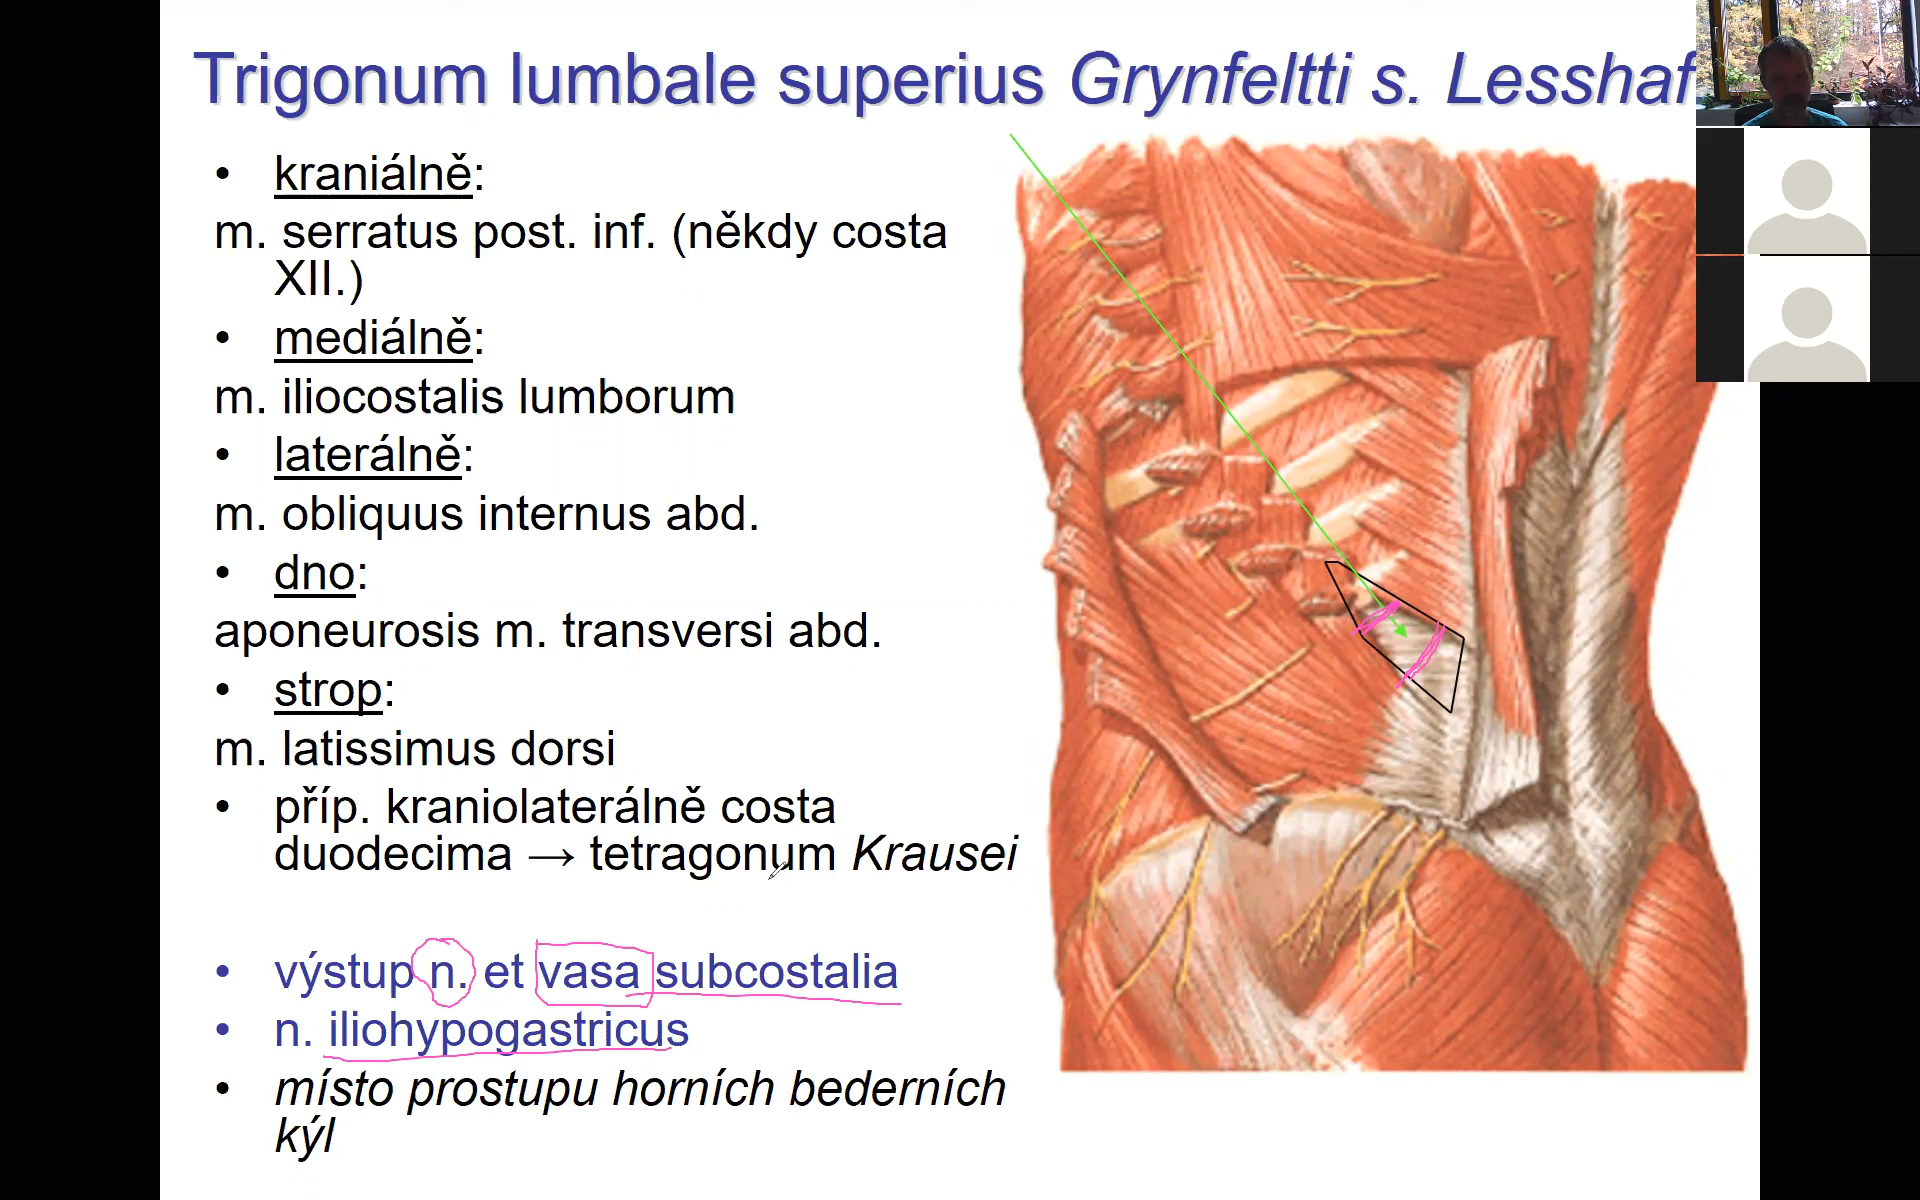 Trigonum lumbale superius Grynfeltti s. Lesshaf
• kraniálně:
m. serratus post. inf. (někdy costa
XII.)
• mediálně:
m. iliocostalis lumborum
• laterálně:
m. obliquus internus abd.
• dno:
aponeurosis m. transversi abd.
• strop:
m. latissimus dorsi
• příp. kraniolaterálně costa
duodecima → tetragonum Krausei
• výstup n. et vasa subcostalia
• n. iliohypogastricus
• místo prostupu horních bederních
kýl